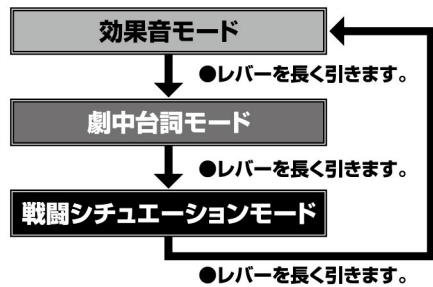 効果音モード
●レバーを長く引きます。
劇中台詞モード
●レバーを長く引きます。
戦闘シチュエーションモード
●レバーを長く引きます。